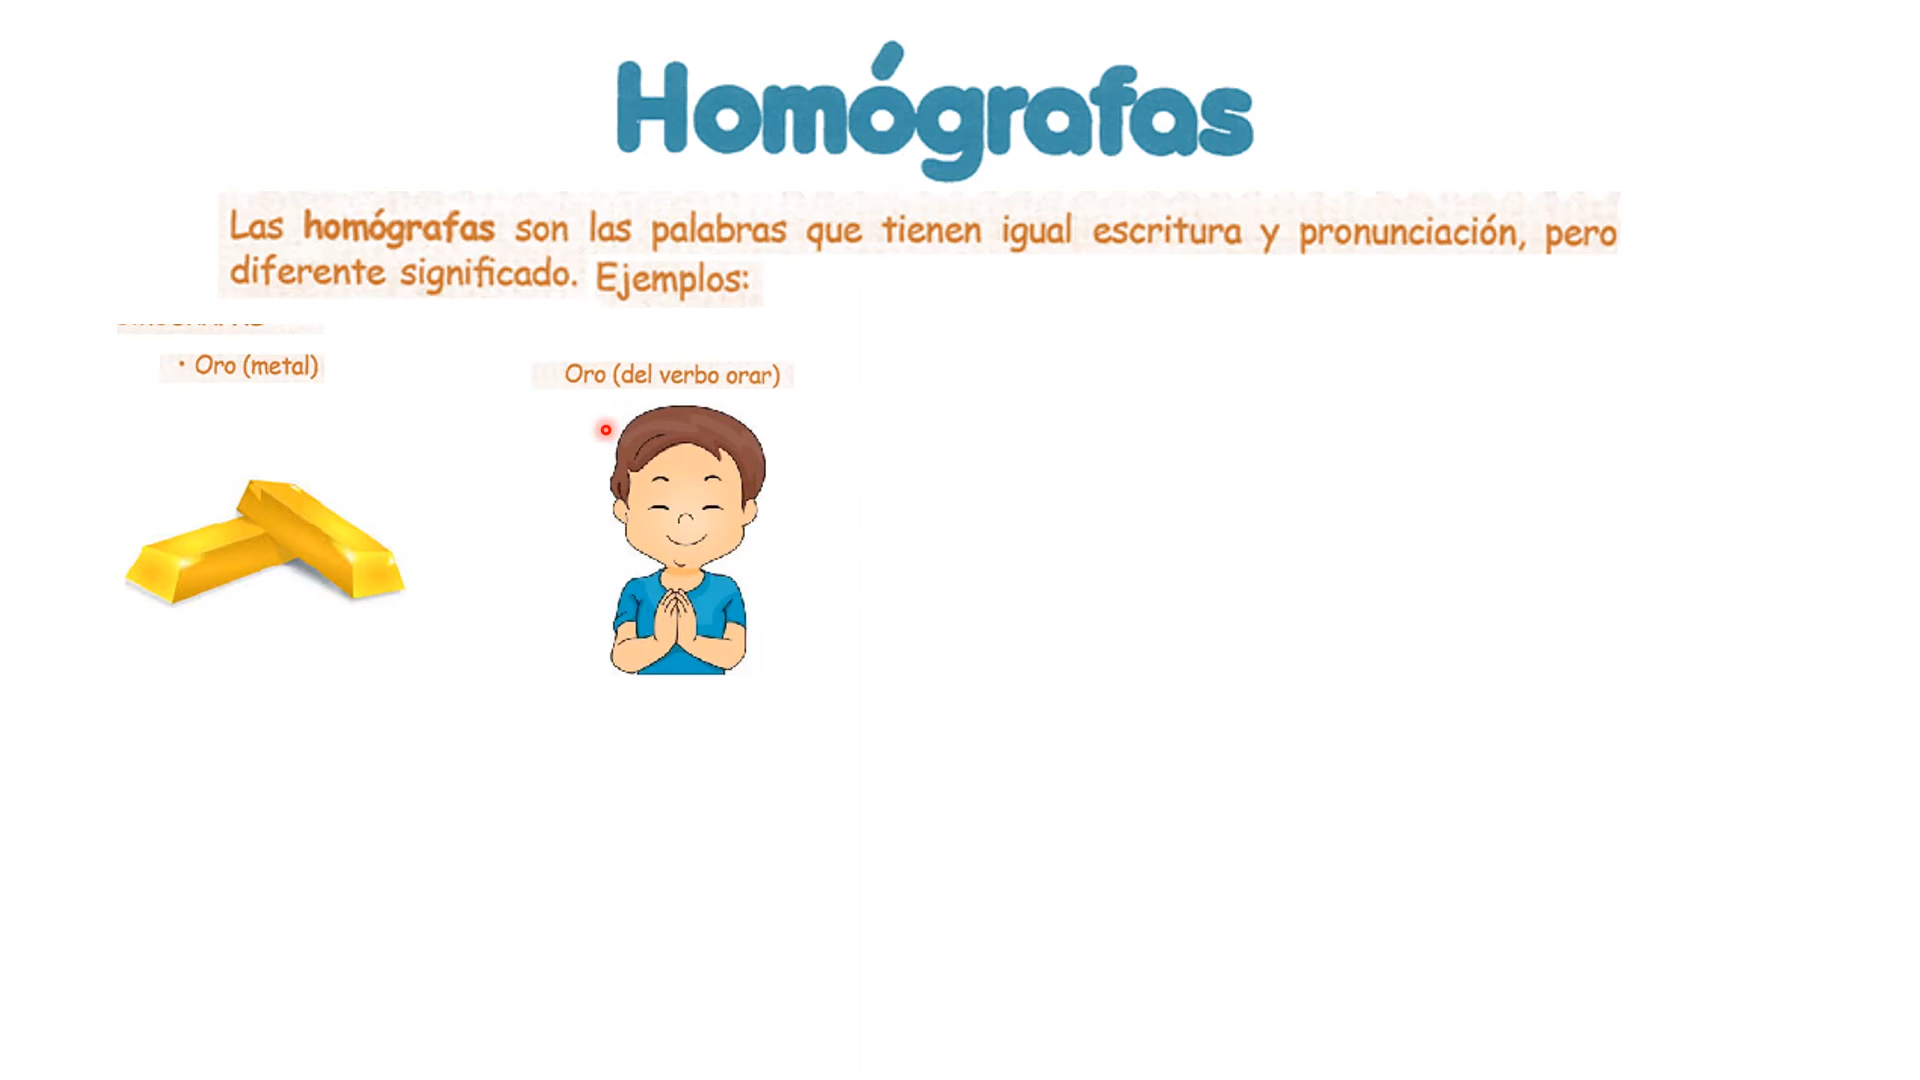 Homógrafas
Las homógrafas son las palabras que tienen igual escritura y pronunciación, pero
diferente significado. Ejemplos:
• Oro (metal)
Oro (del verbo orar)